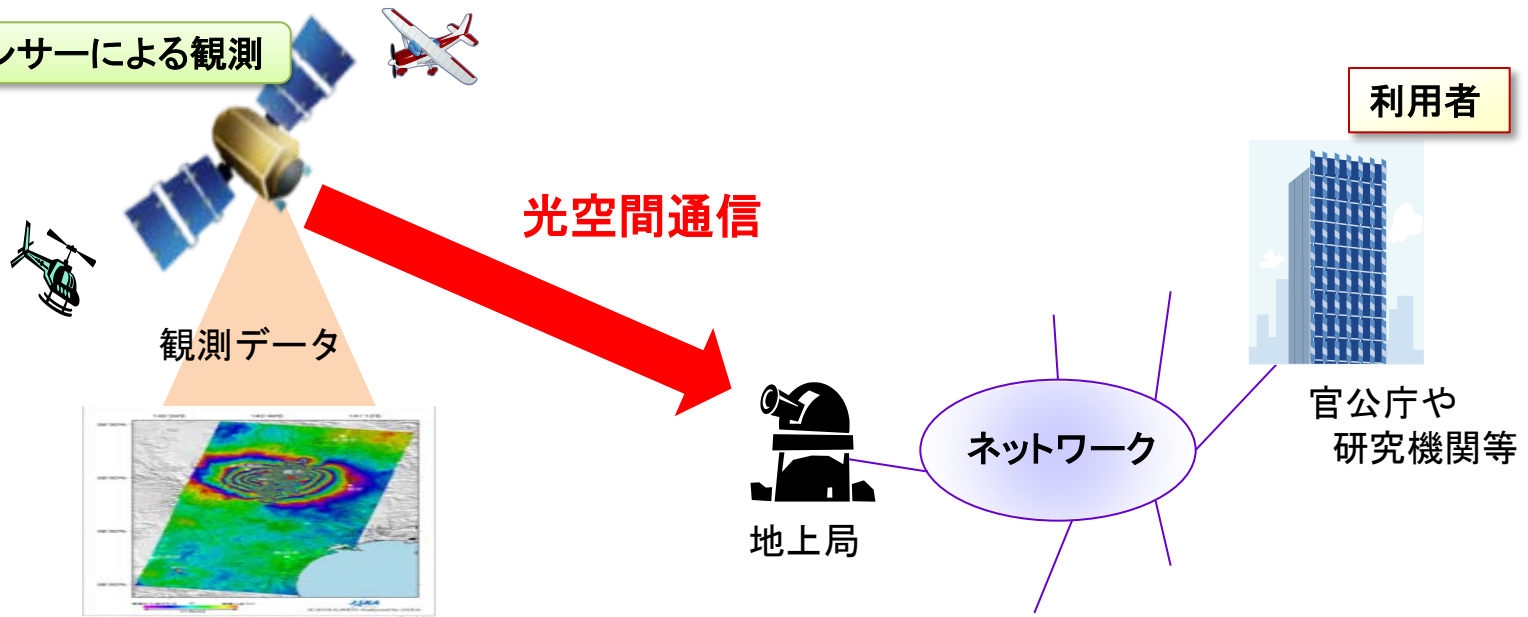 ンサーによる観測
利用者
光空間通信
観測データ
官公庁や
研究機関等
ネットワーク
地上局
JAXA